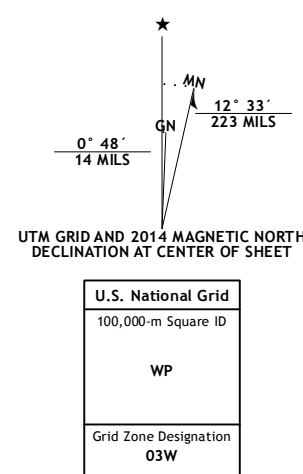 ★
MN
GN
12° 33´
223 MILS
0° 48´
14 MILS
UTM GRID AND 2014 MAGNETIC NORTH
DECLINATION AT CENTER OF SHEET
U.S. National Grid
100,000-m Square ID
WP
Grid Zone Designation
03W